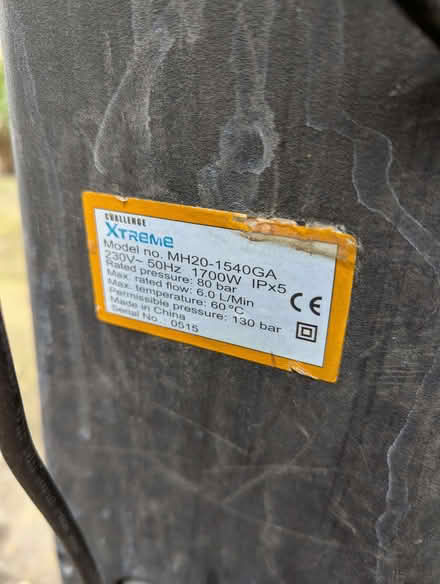 CHALLENGE
XTREME
Model no. MH20-1540GA
230V~ 50Hz 1700W IPx5
Rated pressure: 80 bar
Max. rated flow: 6.0 L/Min
Max. temperature: 60°C
Permissible pressure: 130 bar
Made in China
Serial No.: 0515
CE